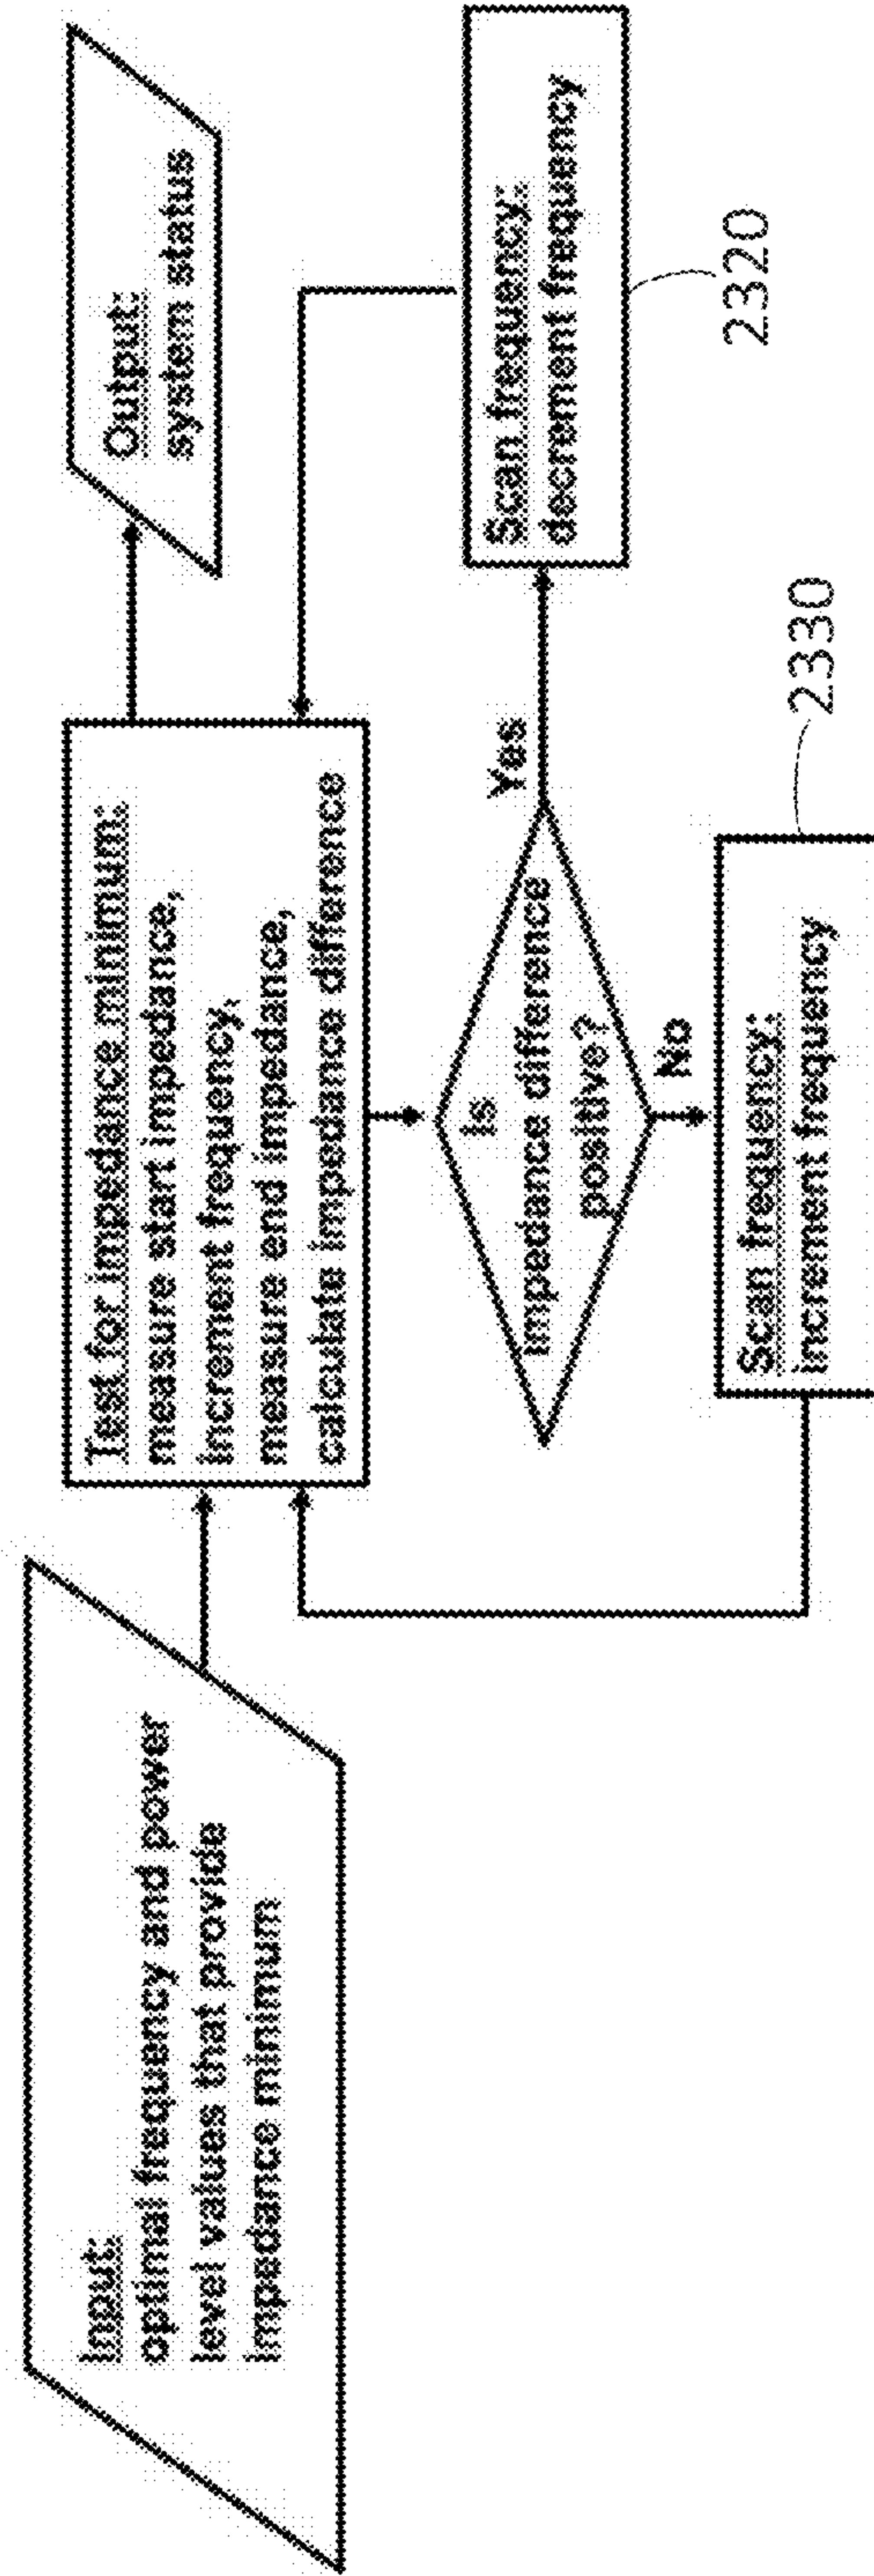 Input:
optimal frequency and power
level values that provide
impedance minimum
Test for impedance minimum:
measure start impedance,
increment frequency,
measure end impedance,
calculate impedance difference
Output:
system status
Is
impedance difference
positive?
Yes
No
Scan frequency:
decrement frequency
2320
Scan frequency:
increment frequency
2330